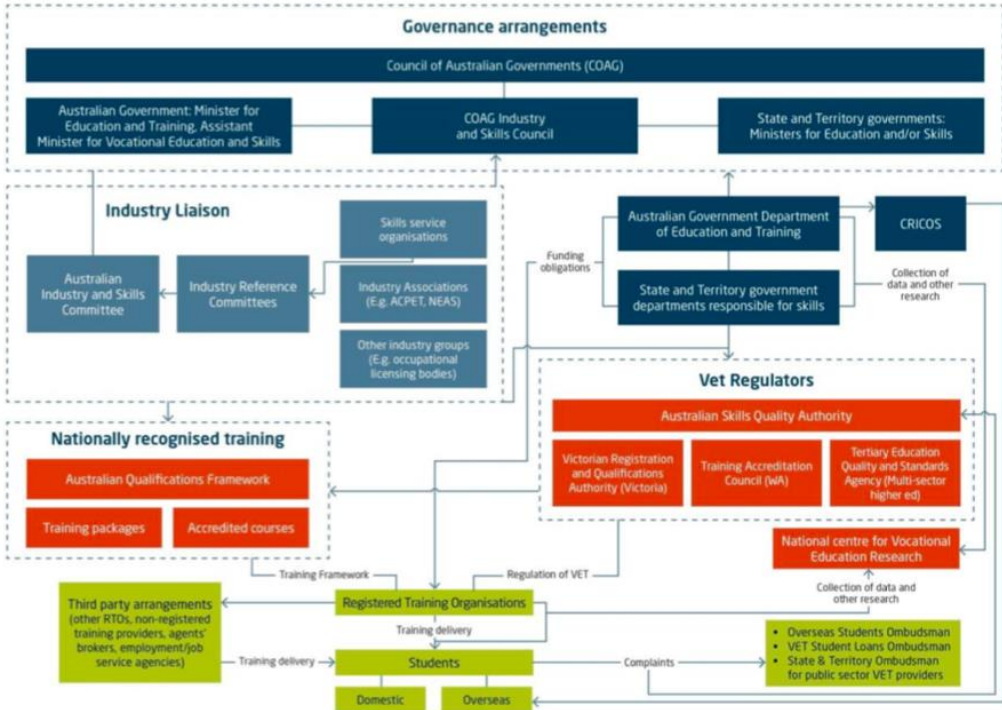 Governance arrangements
Council of Australian Governments (COAG)
Australian Government: Minister for
Education and Training, Assistant
Minister for Vocational Education and Skills
COAG Industry
and Skills Council
State and Territory governments:
Ministers for Education and/or Skills
Industry Liaison
Skills service
organisations
Australian
Industry and Skills
Committee
Industry Reference
Committees
Industry Associations
(E.g. ACPET, NEAS)
Other industry groups
(E.g. occupational
licensing bodies)
Funding
obligations
Australian Government Department
of Education and Training
CRICOS
State and Territory government
departments responsible for skills
Collection of
data and other
research
Vet Regulators
Australian Skills Quality Authority
Victorian Registration
and Qualifications
Authority (Victoria)
Training Accreditation
Council (WA)
Tertiary Education
Quality and Standards
Agency (Multi-sector
higher ed)
Nationally recognised training
Australian Qualifications Framework
Training packages
Accredited courses
National centre for Vocational
Education Research
Training Framework
Regulation of VET
Collection of data and
other research
Third party arrangements
(other RTOs, non-registered
training providers, agents'
brokers, employment/job
service agencies)
Registered Training Organisations
Training delivery
Training delivery
Students
Complaints
• Overseas Students Ombudsman
• VET Student Loans Ombudsman
• State & Territory Ombudsman
for public sector VET providers
Domestic
Overseas